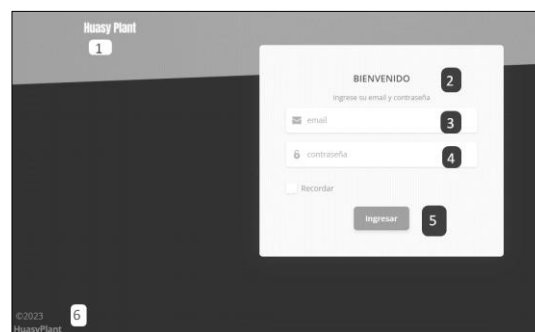 Huasy Plant
1
BIENVENIDO 2
Ingrese su email y contraseña
email 3
contraseña 4
Recordar
Ingresar 5
©2023 6
HuasyPlant